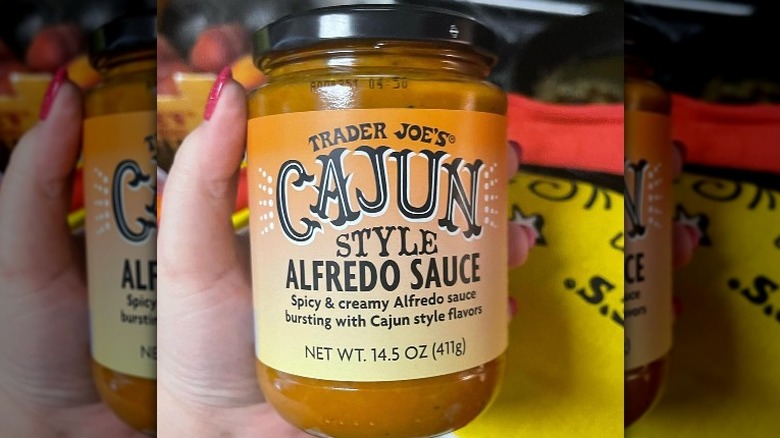 TRADER JOE'S®
CAJUN
STYLE
ALFREDO SAUCE
Spicy & creamy Alfredo sauce
bursting with Cajun style flavors
NET WT. 14.5 OZ (411g)